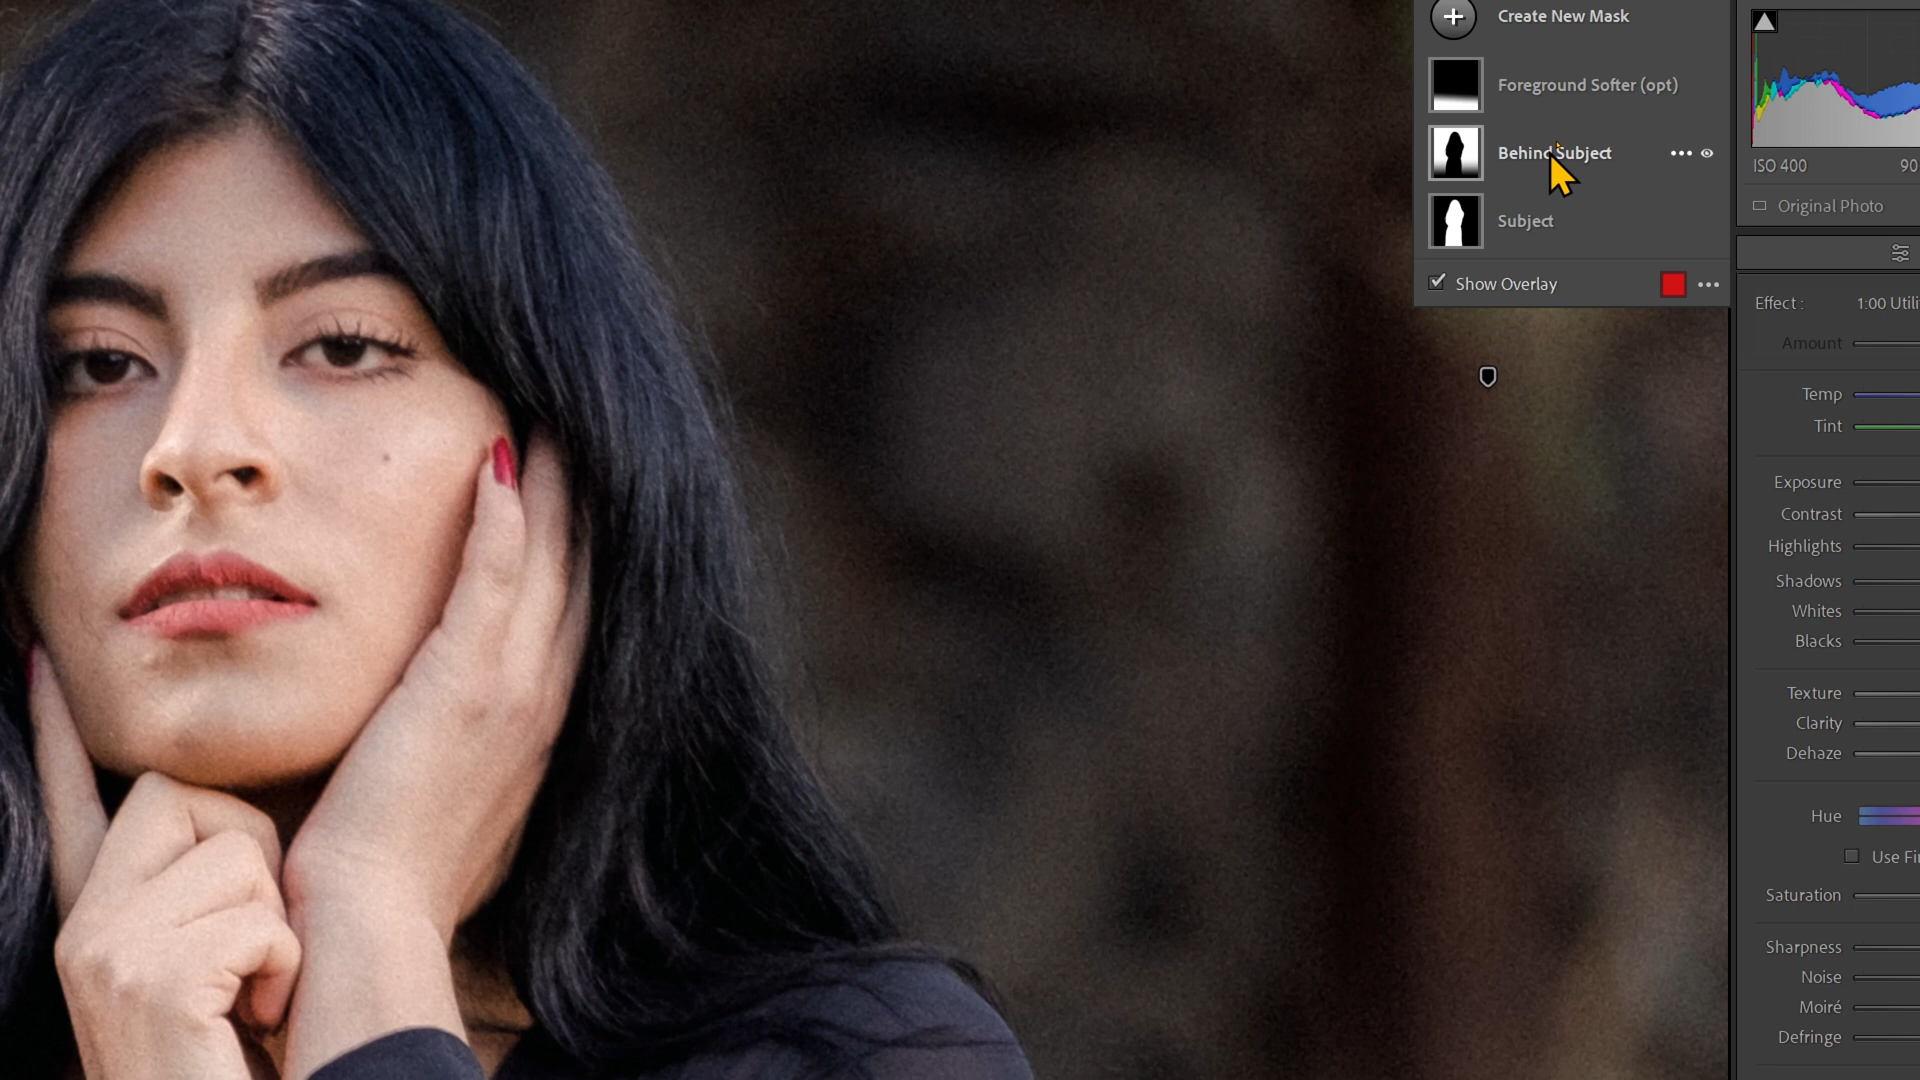 Create New Mask
Foreground Softer (opt)
Behind Subject
Subject
Show Overlay
ISO 400
90
Original Photo
Effect :
1:00 Utili
Amount
Temp
Tint
Exposure
Contrast
Highlights
Shadows
Whites
Blacks
Texture
Clarity
Dehaze
Hue
Use Fi
Saturation
Sharpness
Noise
Moiré
Defringe